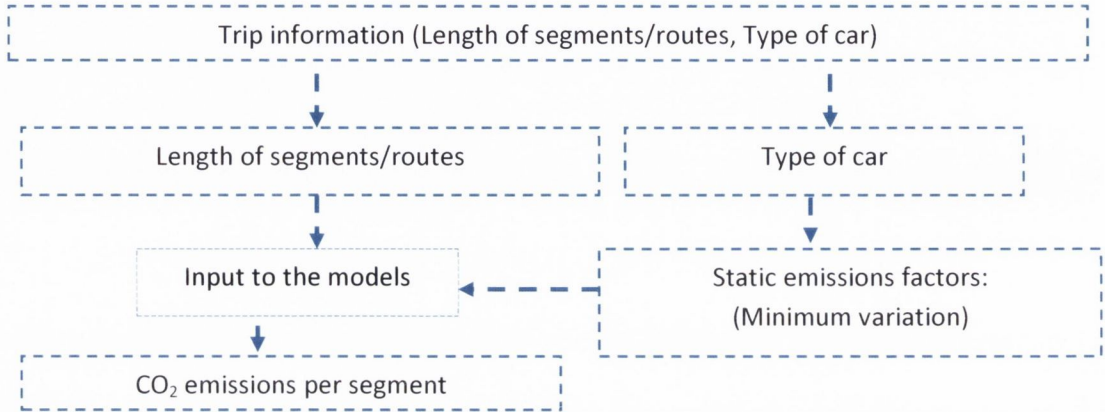 Trip information (Length of segments/routes, Type of car)
Length of segments/routes
Type of car
Input to the models
Static emissions factors:
(Minimum variation)
CO₂ emissions per segment